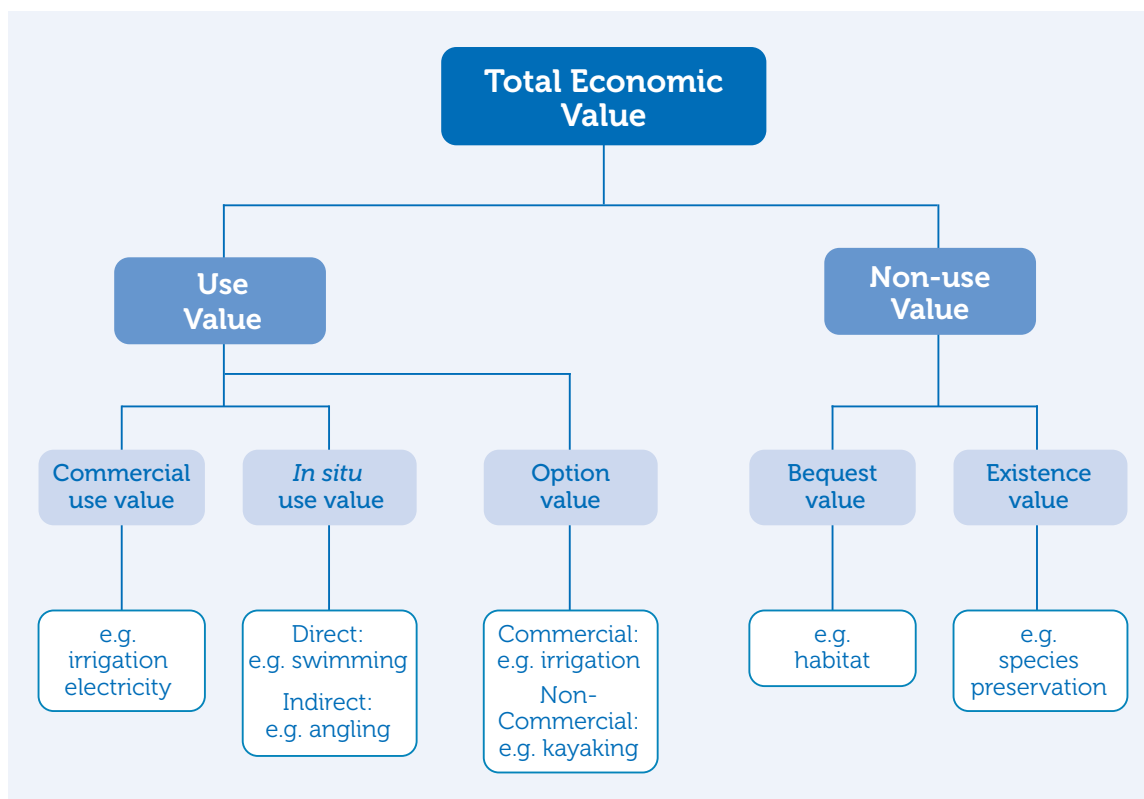 Total Economic
Value
Use
Value
Non-use
Value
Commercial
use value
In situ
use value
Option
value
Bequest
value
Existence
value
e.g.
irrigation
electricity
Direct:
e.g. swimming
Indirect:
e.g. angling
Commercial:
e.g. irrigation
Non-
Commercial:
e.g. kayaking
e.g.
habitat
e.g.
species
preservation